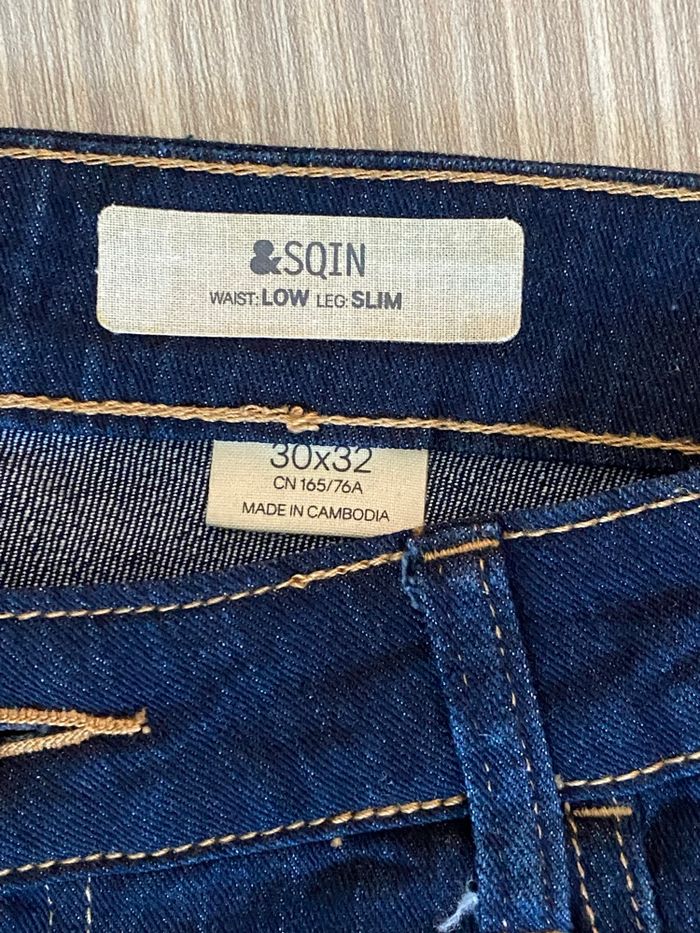 &SQIN
WAIST: LOW LEG: SLIM
30x32
CN 165/76A
MADE IN CAMBODIA